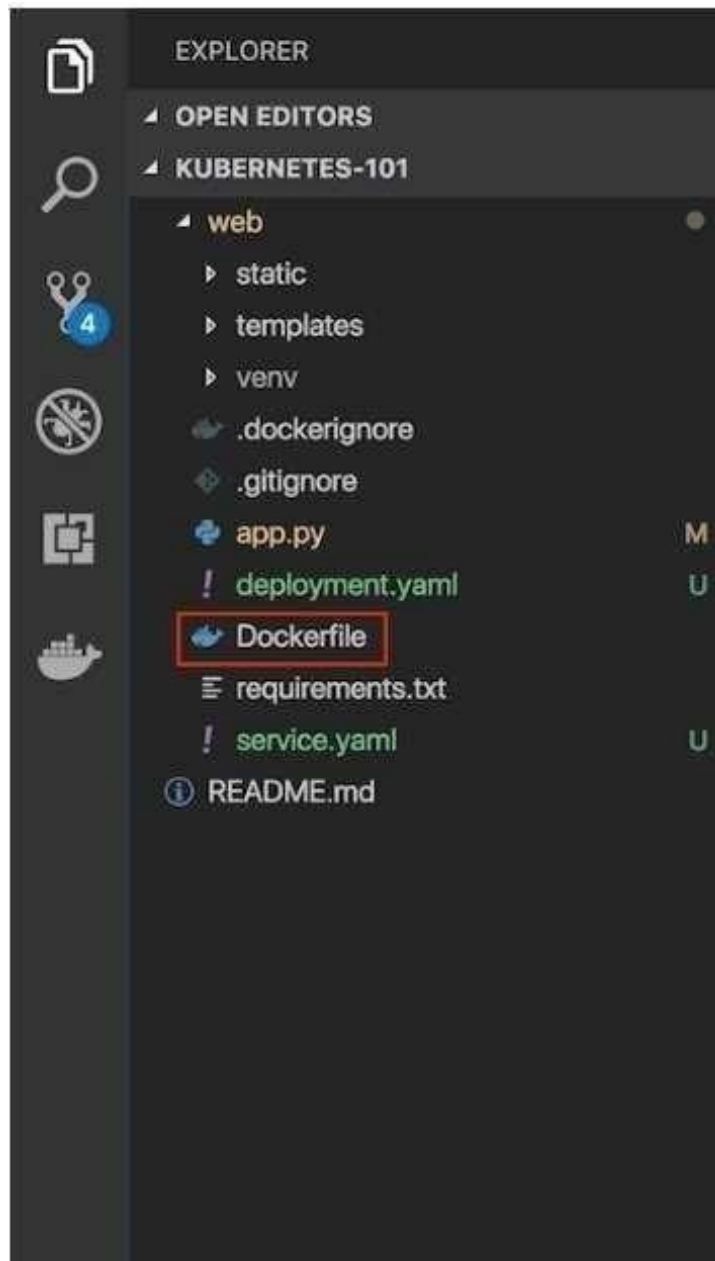 EXPLORER
OPEN EDITORS
KUBERNETES-101
web
static
4
templates
venv
.dockerignore
.gitignore
app.py M
! deployment.yaml U
Dockerfile
requirements.txt
! service.yaml U
README.md